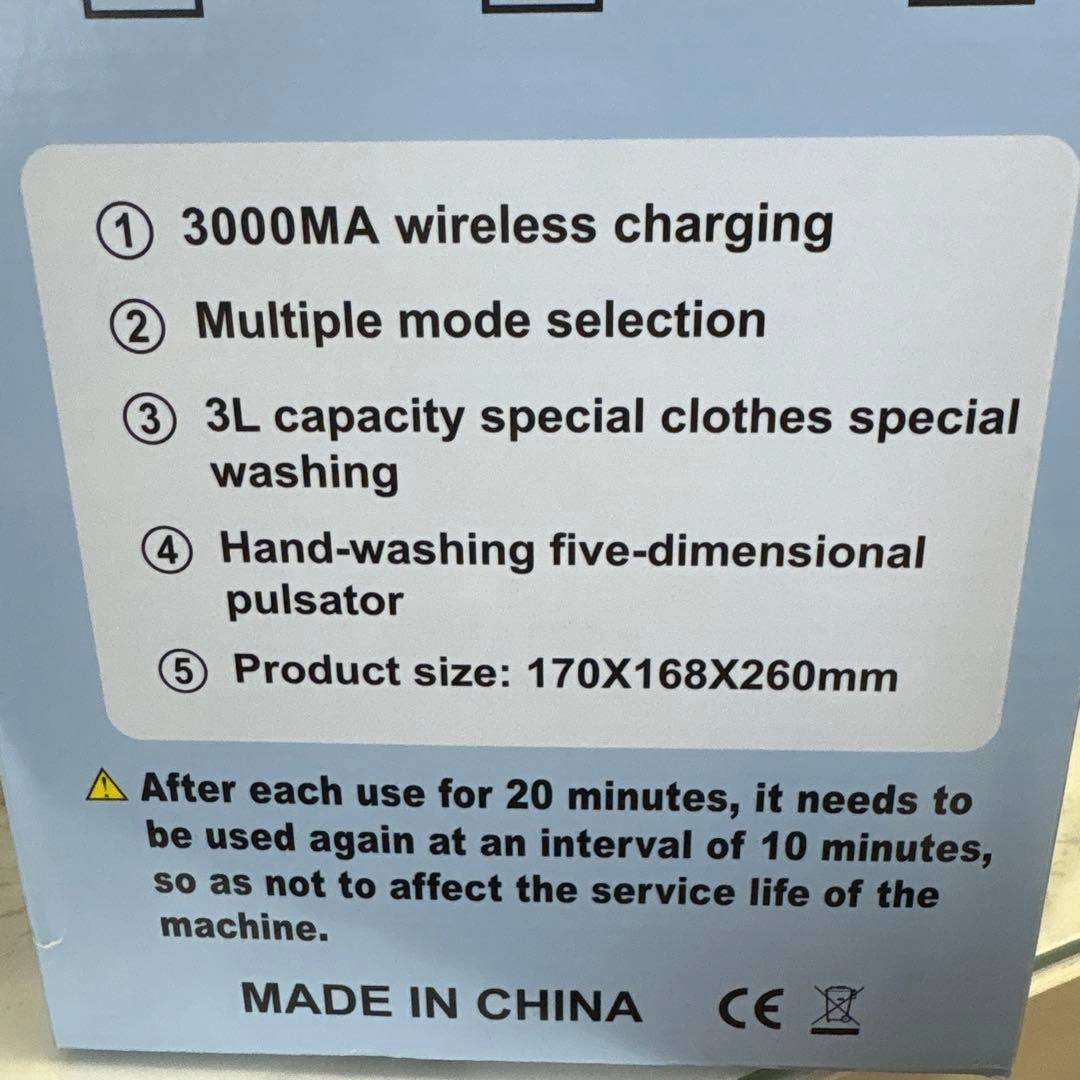 ① 3000MA wireless charging
② Multiple mode selection
③ 3L capacity special clothes special
washing
④ Hand-washing five-dimensional
pulsator
⑤ Product size: 170X168X260mm
⚠ After each use for 20 minutes, it needs to
be used again at an interval of 10 minutes,
so as not to affect the service life of the
machine.
MADE IN CHINA CE